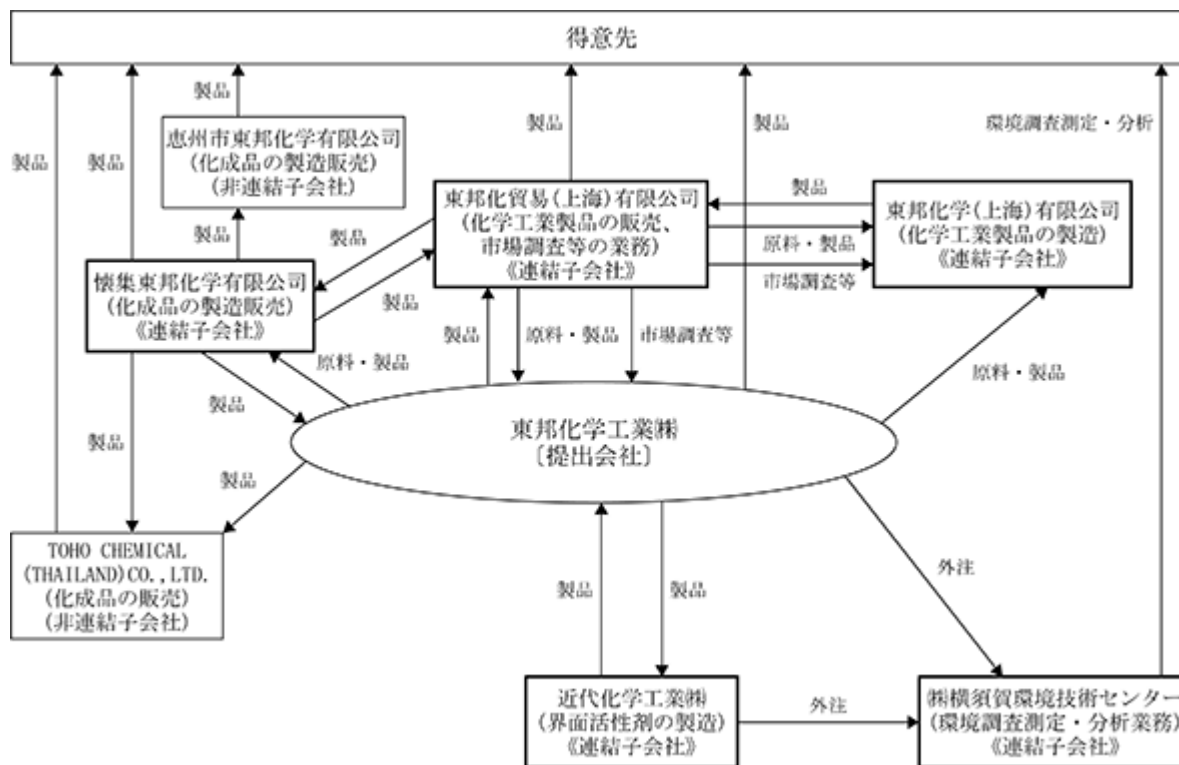 得意先
製品
製品
製品
製品
製品
環境調査測定・分析
恵州市東邦化学有限公司
(化成品の製造販売)
(非連結子会社)
東邦化貿易(上海)有限公司
(化学工業製品の販売、
市場調査等の業務)
《連結子会社》
製品
原料・製品
市場調査等
東邦化学(上海)有限公司
(化学工業製品の製造)
《連結子会社》
製品
製品
製品
懐集東邦化学有限公司
(化成品の製造販売)
《連結子会社》
原料・製品
製品
製品
原料・製品
市場調査等
原料・製品
製品
製品
東邦化学工業㈱
〔提出会社〕
TOHO CHEMICAL
(THAILAND)CO.,LTD.
(化成品の販売)
(非連結子会社)
製品
製品
外注
近代化学工業㈱
(界面活性剤の製造)
《連結子会社》
外注
㈱横須賀環境技術センター
(環境調査測定・分析業務)
《連結子会社》